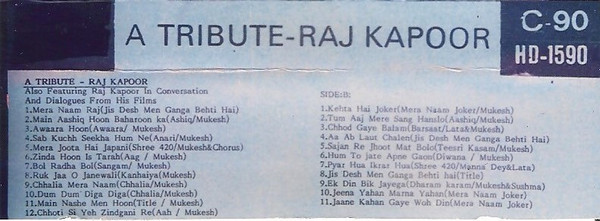 A TRIBUTE-RAJ KAPOOR
C-90
HD-1590
A TRIBUTE - RAJ KAPOOR
Also Featuring Raj Kapoor In Conversation
And Dialogues From His Films
1.Mera Naam Raj(Jis Desh Men Ganga Behti Hai)
2.Main Aashiq Hoon Baharoon ka(Ashiq/Mukesh)
3.Awaara Hoon(Awaara/ Mukesh)
4.Sab Kuchh Seekha Hum Ne(Anari/Mukesh)
5.Mera Joota Hai Japani(Shree 420/Mukesh&Chorus)
6.Zinda Hoon Is Tarah(Aag / Mukesh)
7.Bol Radha Bol(Sangam/ Mukesh)
8.Ruk Jaa O Janewali(Kanhaiya/Mukesh)
9.Chhalia Mera Naam(Chhalia/Mukesh)
10.Dum Dum Diga Diga(Chhalia/Mukesh)
11.Main Nashe Men Hoon(Title / Mukesh)
12.Chhoti Si Yeh Zindgani Re(Aah / Mukesh)
SIDE:B:
1.Kehta Hai Joker(Mera Naam Joker/Mukesh)
2.Tum Aaj Mere Sang Hanslo(Aashiq/Mukesh)
3.Chhod Gaye Balam(Barsaat/Lata&Mukesh)
4.Aa Ab Laut Chalen(Jis Desh Men Ganga Behti Hai)
5.Sajan Re Jhoot Mat Bolo(Teesri Kasam/Mukesh)
6.Hum To Jate Apne Gaon(Diwana / Mukesh)
7.Pyar Hua Ikrar Hua(Shree 420/Manna Dey&Lata)
8.Jis Desh Men Ganga behti hai(Title)
9.Ek Din Bik Jayega(Dharam karam/Mukesh&Sushma)
10.Jeena Yahan Marna Yahan(Mera Naam Joker)
11.Jaane Kahan Gaye Woh Din(Mera Naam Joker)